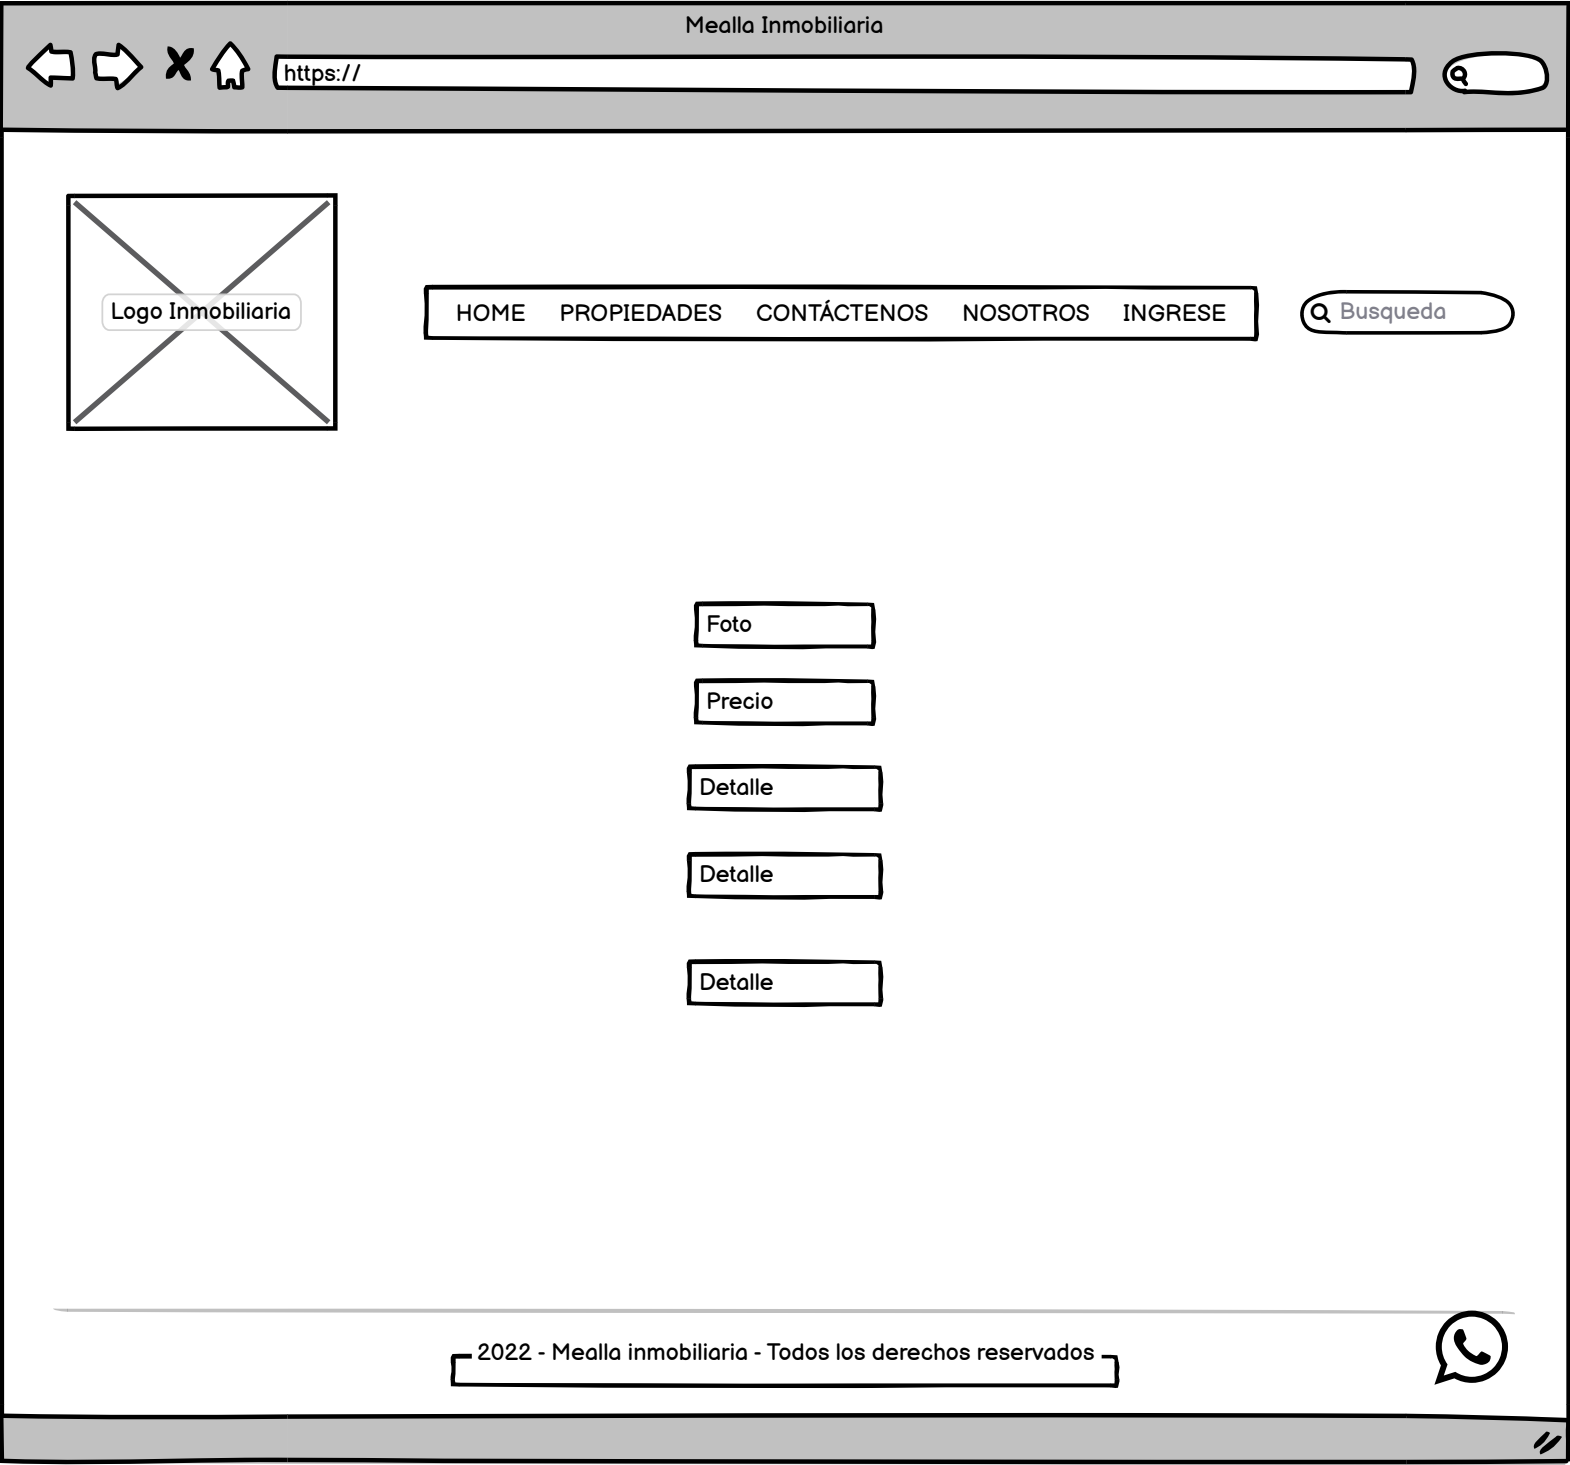 Mealla Inmobiliaria
https://
Logo Inmobiliaria
HOME PROPIEDADES CONTÁCTENOS NOSOTROS INGRESE
Busqueda
Foto
Precio
Detalle
Detalle
Detalle
2022 - Mealla inmobiliaria - Todos los derechos reservados